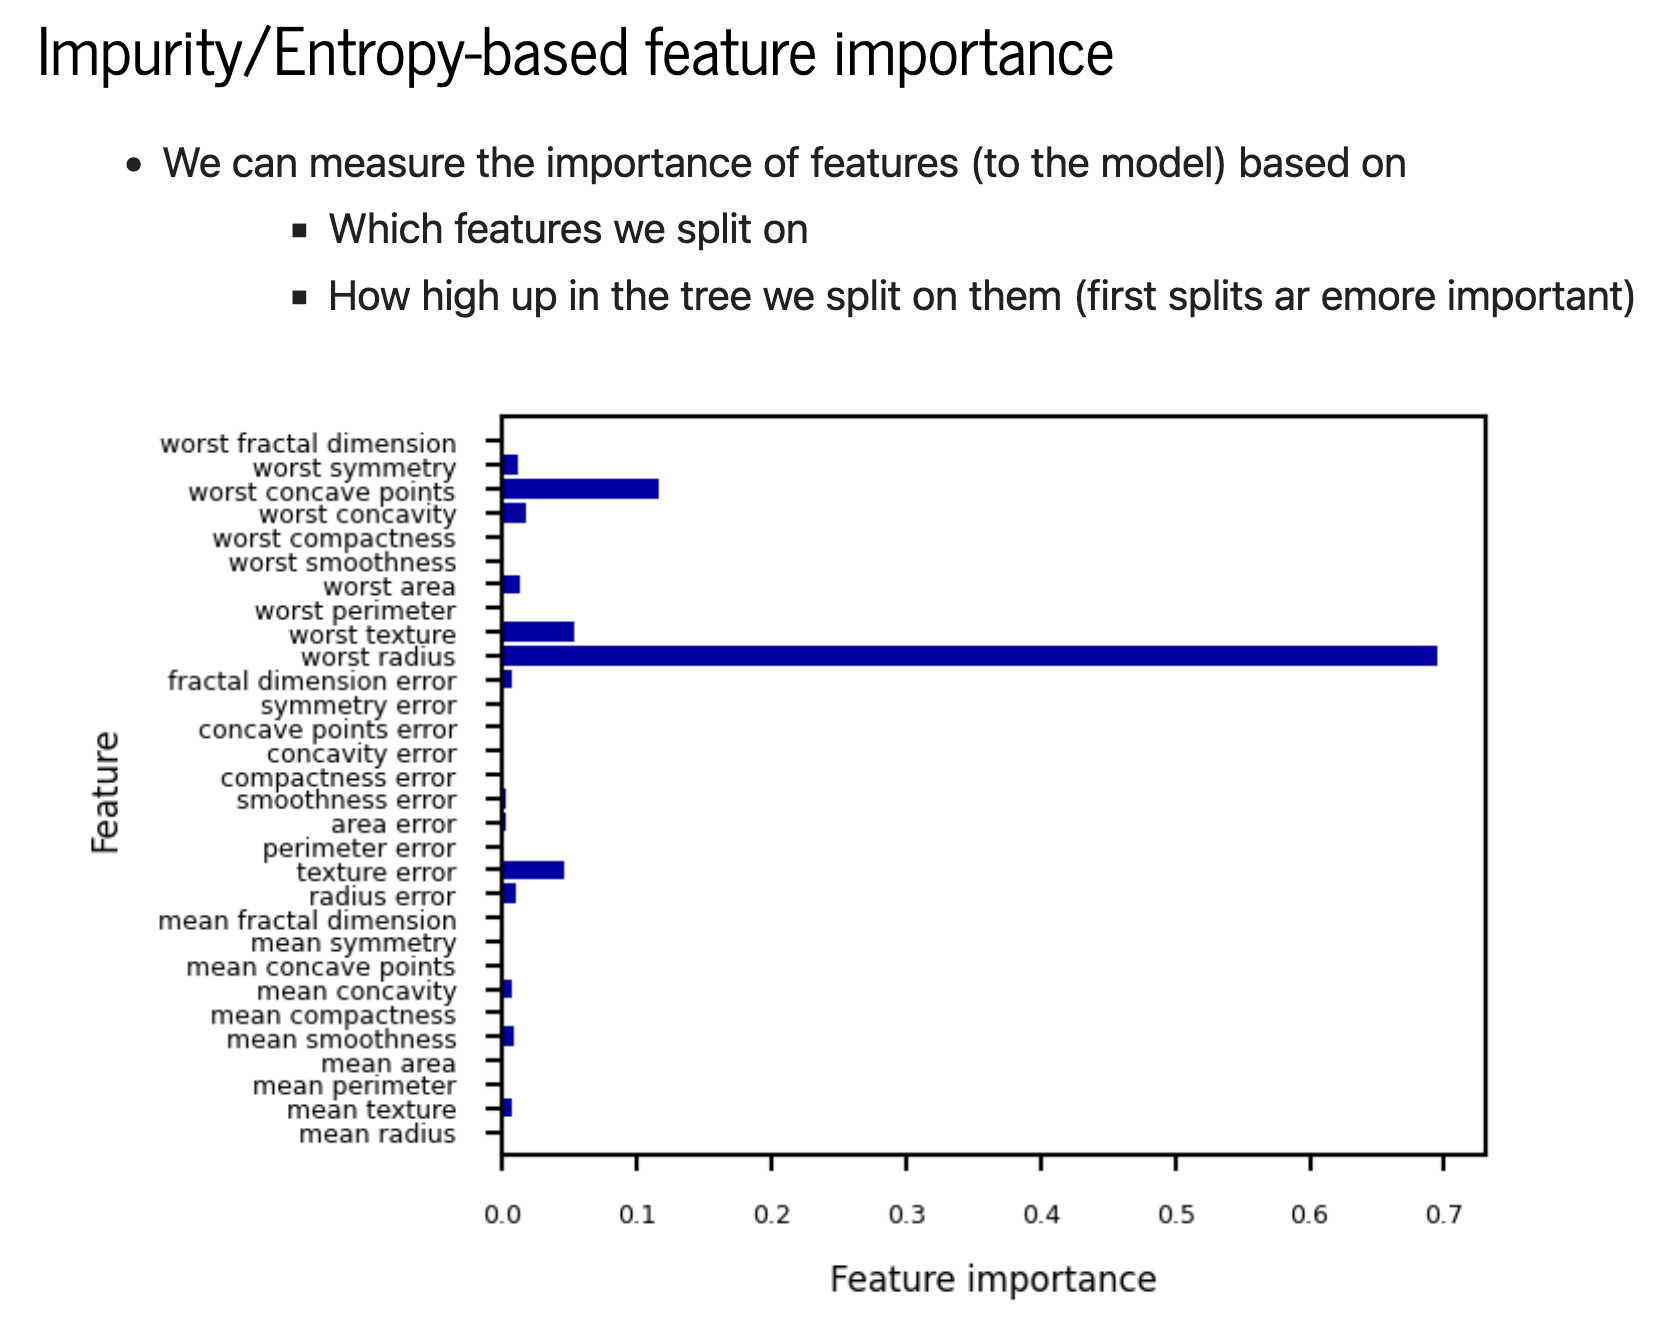 Impurity/Entropy-based feature importance
• We can measure the importance of features (to the model) based on
▪ Which features we split on
▪ How high up in the tree we split on them (first splits ar emore important)
worst fractal dimension
worst symmetry
worst concave points
worst concavity
worst compactness
worst smoothness
worst area
worst perimeter
worst texture
worst radius
fractal dimension error
symmetry error
concave points error
concavity error
compactness error
smoothness error
area error
perimeter error
texture error
radius error
mean fractal dimension
mean symmetry
mean concave points
mean concavity
mean compactness
mean smoothness
mean area
mean perimeter
mean texture
mean radius
Feature
0.0 0.1 0.2 0.3 0.4 0.5 0.6 0.7
Feature importance